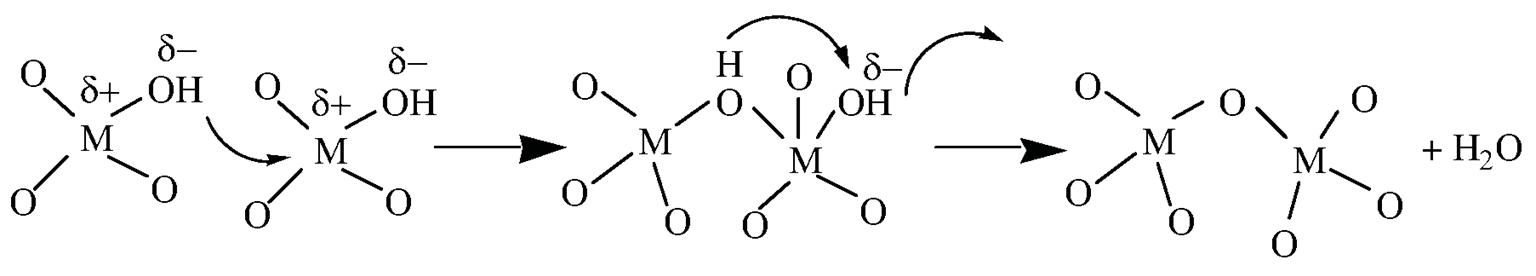 δ− δ− H δ−
O δ+ OH O δ+ OH O O O OH O O O
M M M M M M + H₂O
O O O O O O O O O O O O